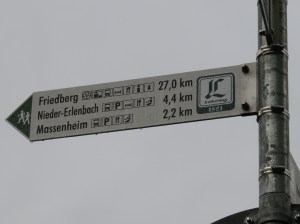 Friedberg 27,0 km
Nieder-Erlenbach P 4,4 km
Massenheim P 2,2 km
L